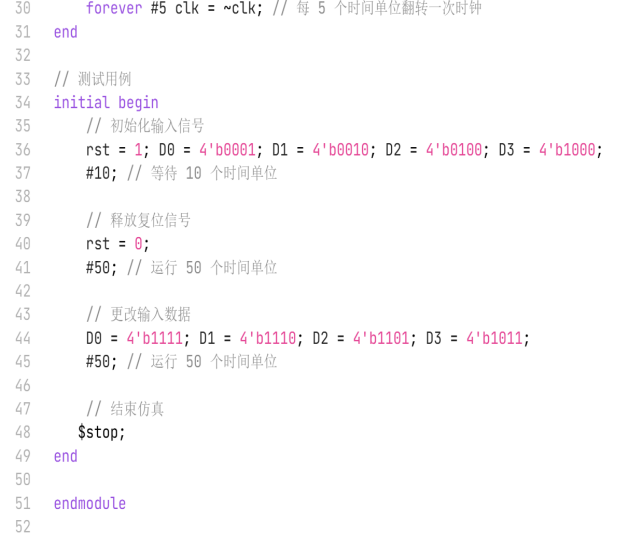 30 forever #5 clk = ~clk; // 每 5 个时间单位翻转一次时钟
31 end
32
33 // 测试用例
34 initial begin
35 // 初始化输入信号
36 rst = 1; D0 = 4'b0001; D1 = 4'b0010; D2 = 4'b0100; D3 = 4'b1000;
37 #10; // 等待 10 个时间单位
38
39 // 释放复位信号
40 rst = 0;
41 #50; // 运行 50 个时间单位
42
43 // 更改输入数据
44 D0 = 4'b1111; D1 = 4'b1110; D2 = 4'b1101; D3 = 4'b1011;
45 #50; // 运行 50 个时间单位
46
47 // 结束仿真
48 $stop;
49 end
50
51 endmodule
52